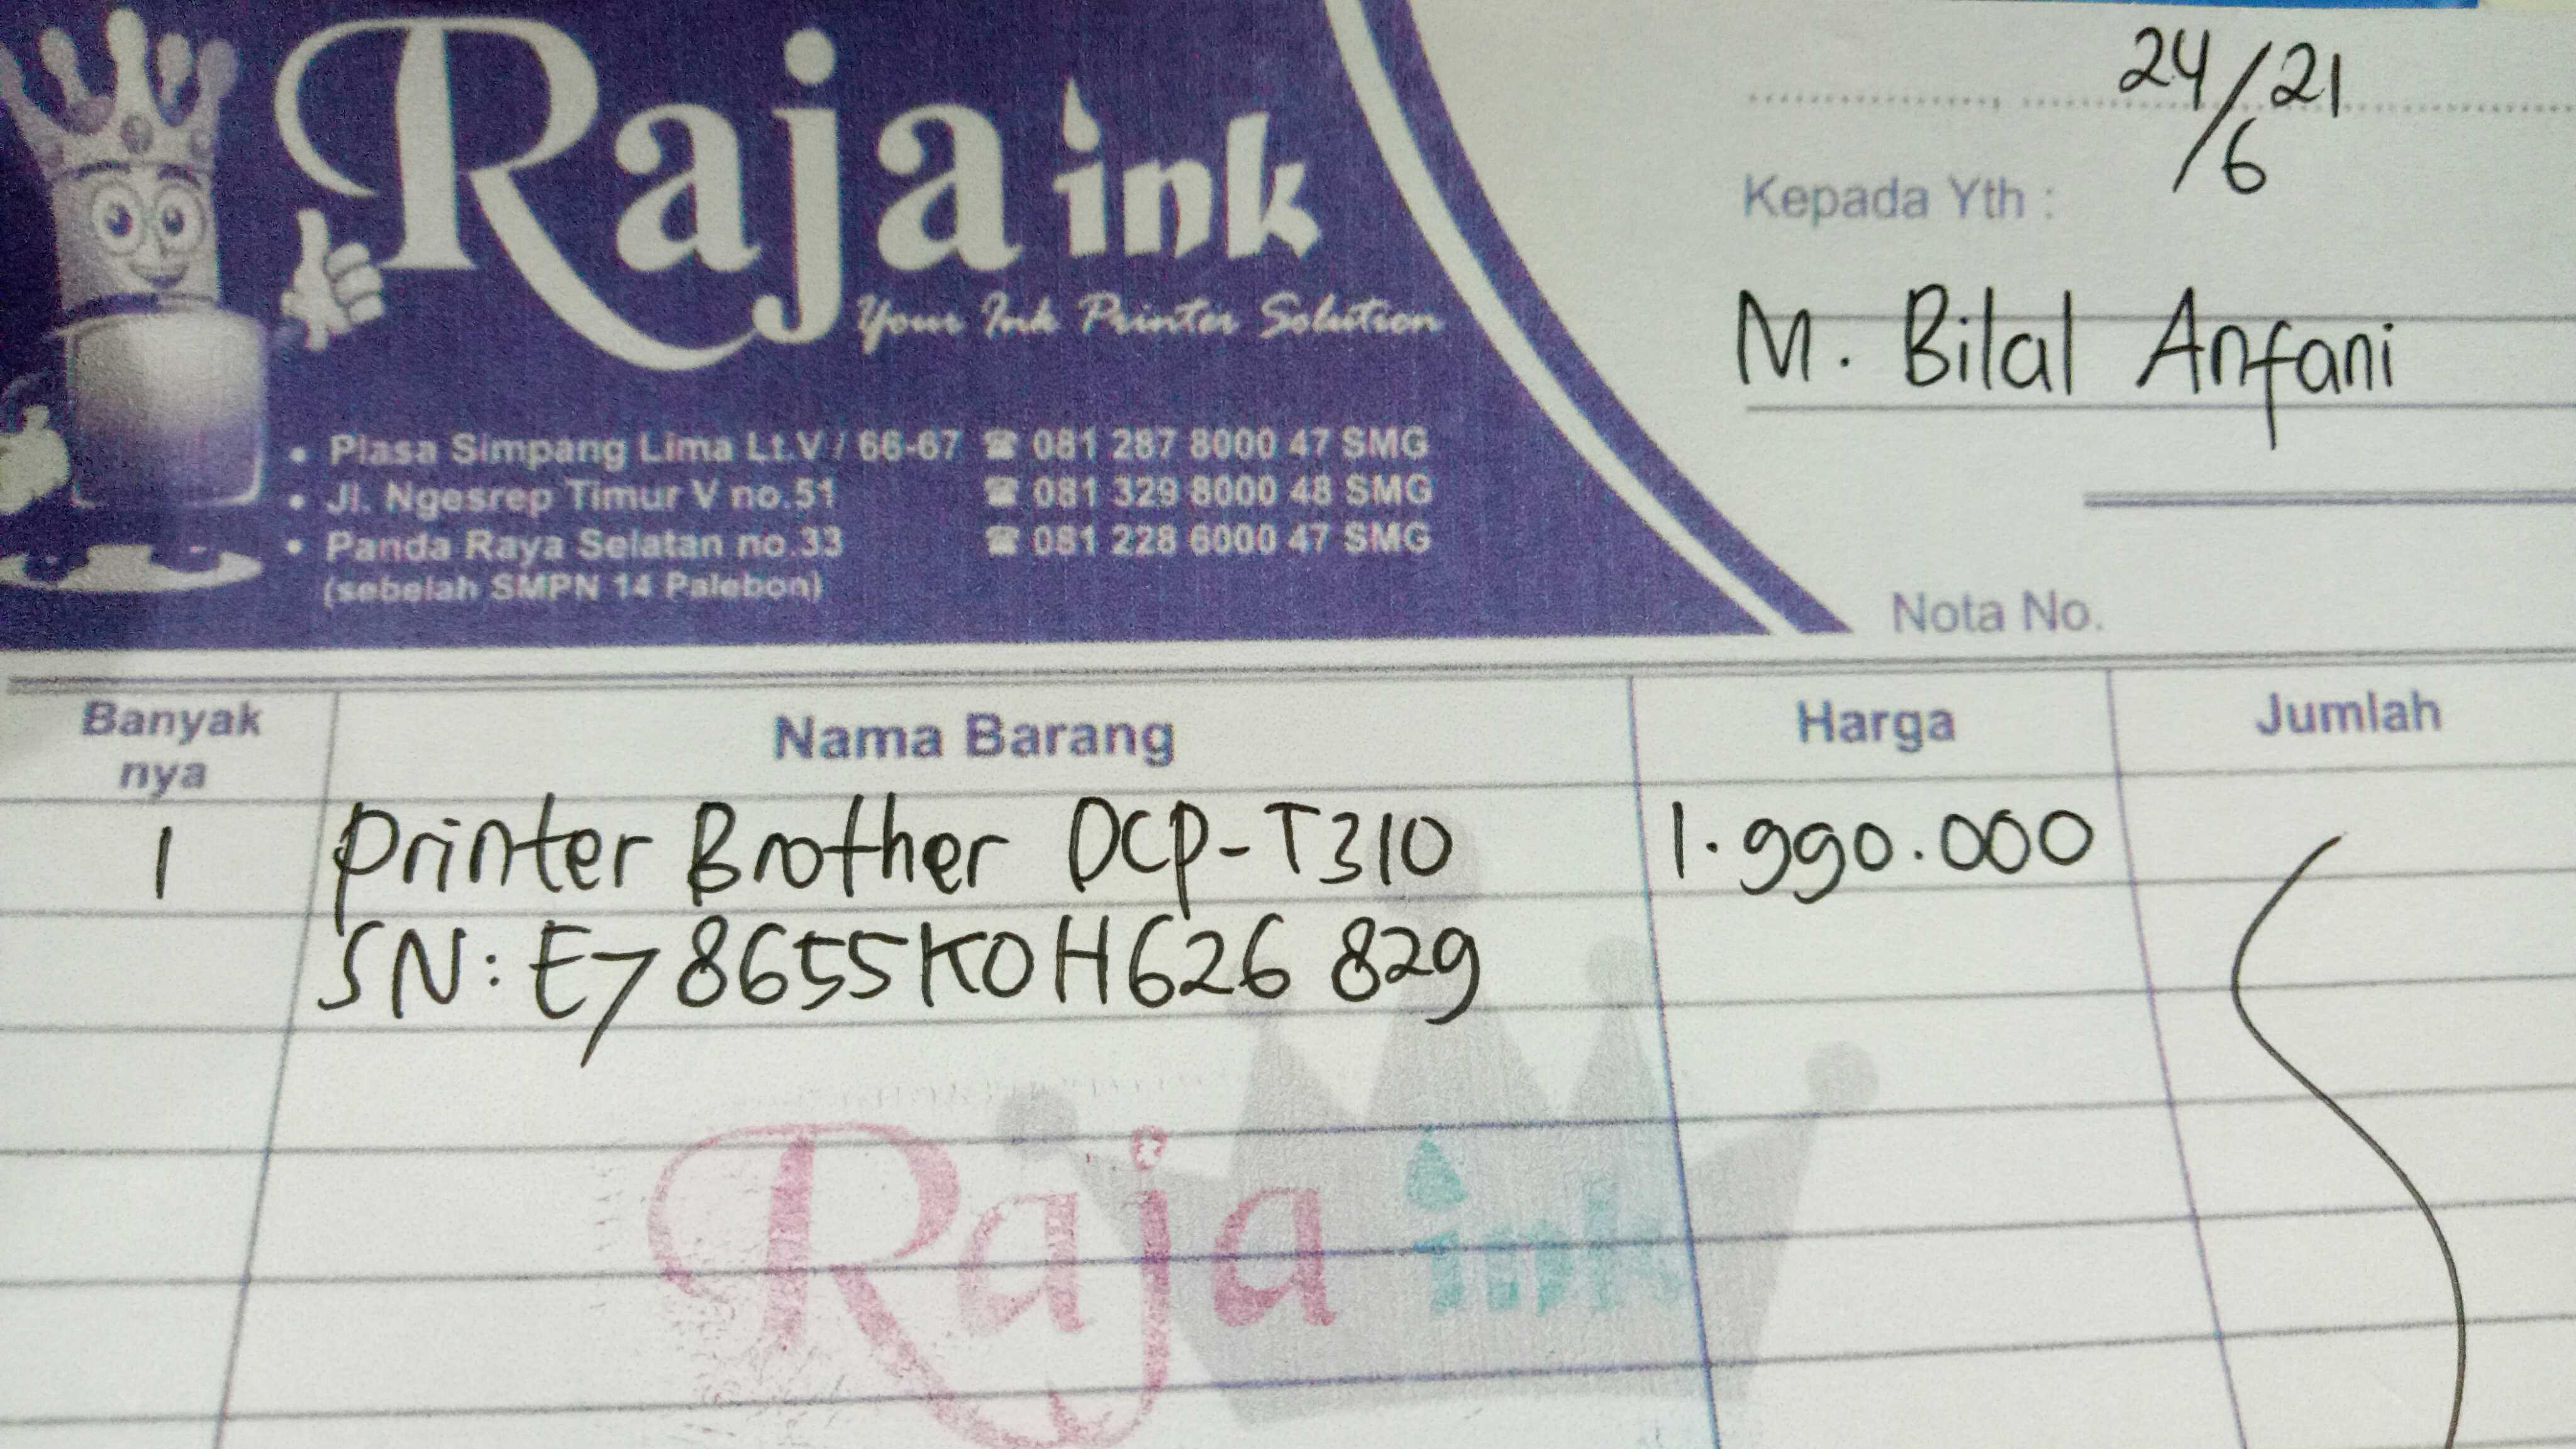 Raja ink
Your Ink Printer Solution
• Plasa Simpang Lima Lt.V / 66-67 ☎ 081 287 8000 47 SMG
• Jl. Ngesrep Timur V no.51 ☎ 081 329 8000 48 SMG
• Panda Raya Selatan no.33 ☎ 081 228 6000 47 SMG
(sebelah SMPN 14 Palebon)
24/6/21
Kepada Yth :
M. Bilal Anfani
Nota No.
Banyak nya Nama Barang Harga Jumlah
1 Printer Brother DCP-T310 1.990.000
SN: E78655K0H626829
Raja ink